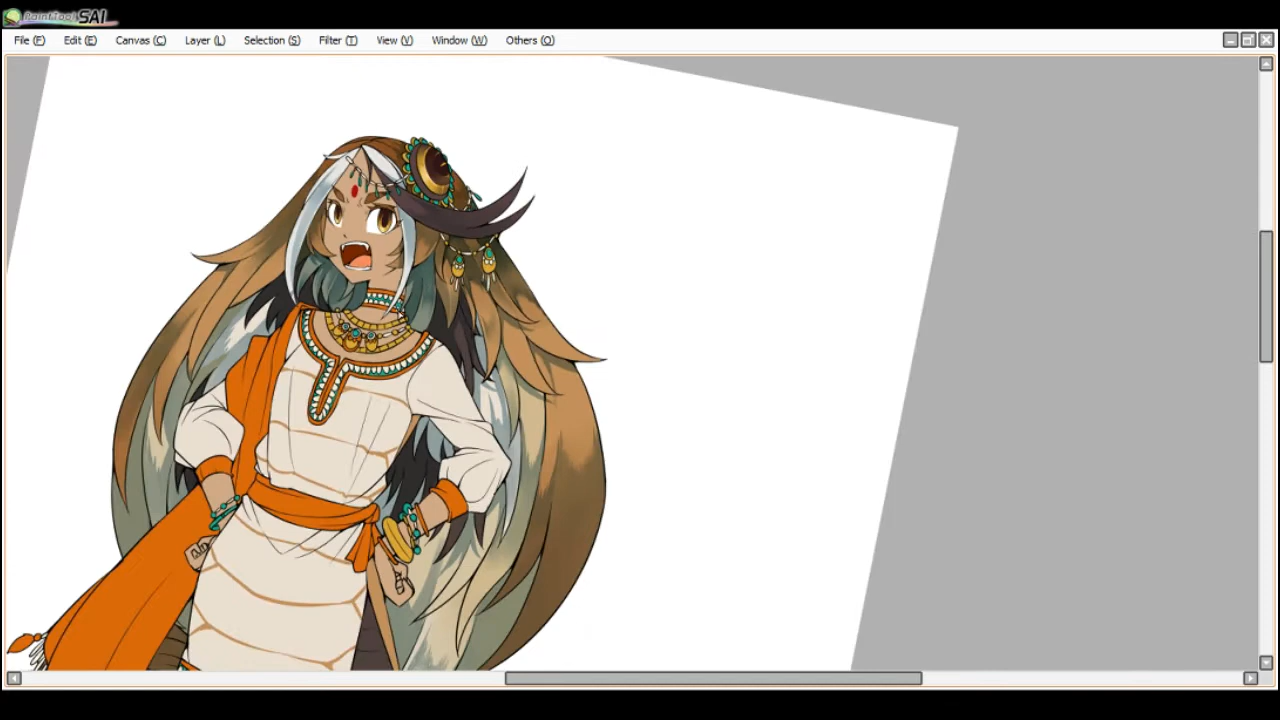 PaintTool SAI
File (F) Edit (E) Canvas (C) Layer (L) Selection (S) Filter (T) View (V) Window (W) Others (O)